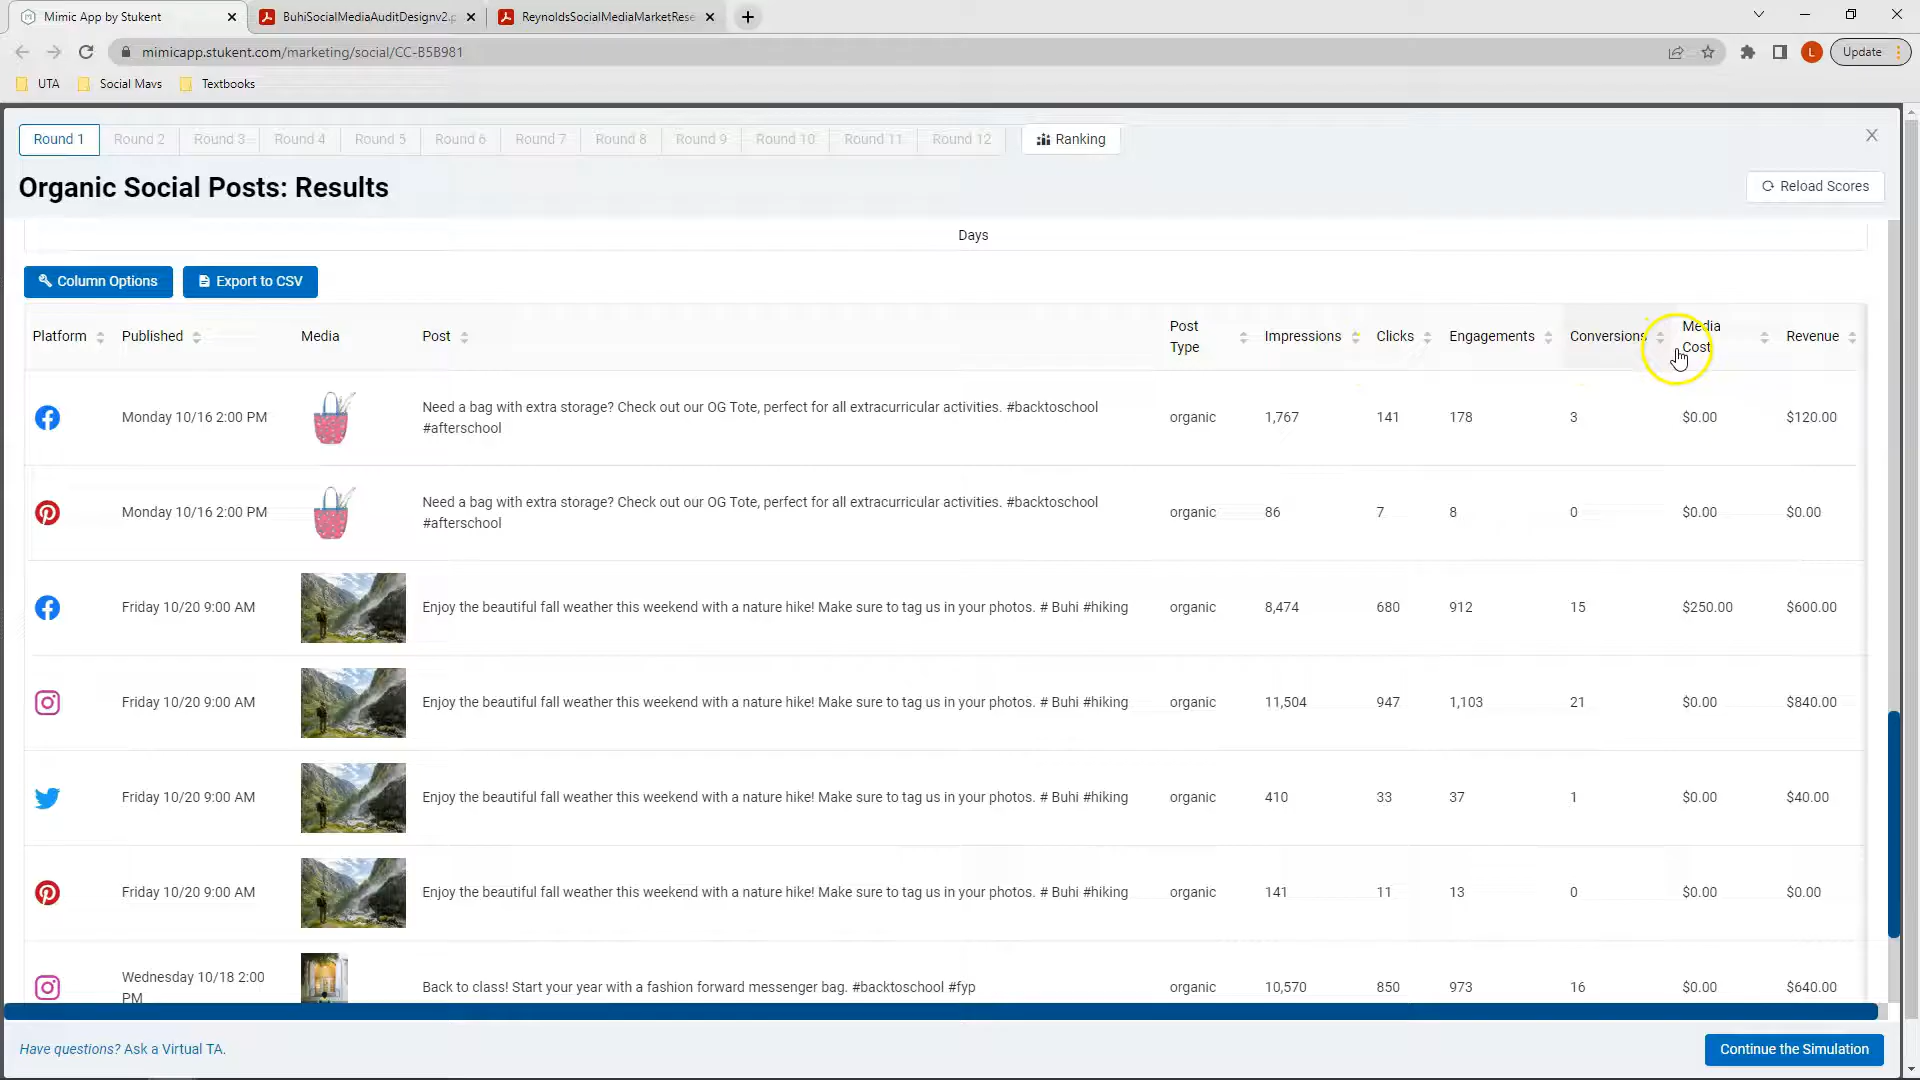 Mimic App by Stukent
BuhiSocialMediaAuditDesignv2.p
ReynoldsSocialMediaMarketRese
mimicapp.stukent.com/marketing/social/CC-B5B981
L
Update
UTA
Social Mavs
Textbooks
Round 1
Round 2
Round 3
Round 4
Round 5
Round 6
Round 7
Round 8
Round 9
Round 10
Round 11
Round 12
Ranking
Organic Social Posts: Results
Reload Scores
Days
Column Options
Export to CSV
Platform Published Media Post Post Type Impressions Clicks Engagements Conversions Media Cost Revenue
Monday 10/16 2:00 PM
Need a bag with extra storage? Check out our OG Tote, perfect for all extracurricular activities. #backtoschool
#afterschool
organic 1,767 141 178 3 $0.00 $120.00
Monday 10/16 2:00 PM
Need a bag with extra storage? Check out our OG Tote, perfect for all extracurricular activities. #backtoschool
#afterschool
organic 86 7 8 0 $0.00 $0.00
Friday 10/20 9:00 AM Enjoy the beautiful fall weather this weekend with a nature hike! Make sure to tag us in your photos. # Buhi #hiking organic 8,474 680 912 15 $250.00 $600.00
Friday 10/20 9:00 AM Enjoy the beautiful fall weather this weekend with a nature hike! Make sure to tag us in your photos. # Buhi #hiking organic 11,504 947 1,103 21 $0.00 $840.00
Friday 10/20 9:00 AM Enjoy the beautiful fall weather this weekend with a nature hike! Make sure to tag us in your photos. # Buhi #hiking organic 410 33 37 1 $0.00 $40.00
Friday 10/20 9:00 AM Enjoy the beautiful fall weather this weekend with a nature hike! Make sure to tag us in your photos. # Buhi #hiking organic 141 11 13 0 $0.00 $0.00
Wednesday 10/18 2:00
PM
Back to class! Start your year with a fashion forward messenger bag. #backtoschool #fyp organic 10,570 850 973 16 $0.00 $640.00
Have questions? Ask a Virtual TA.
Continue the Simulation